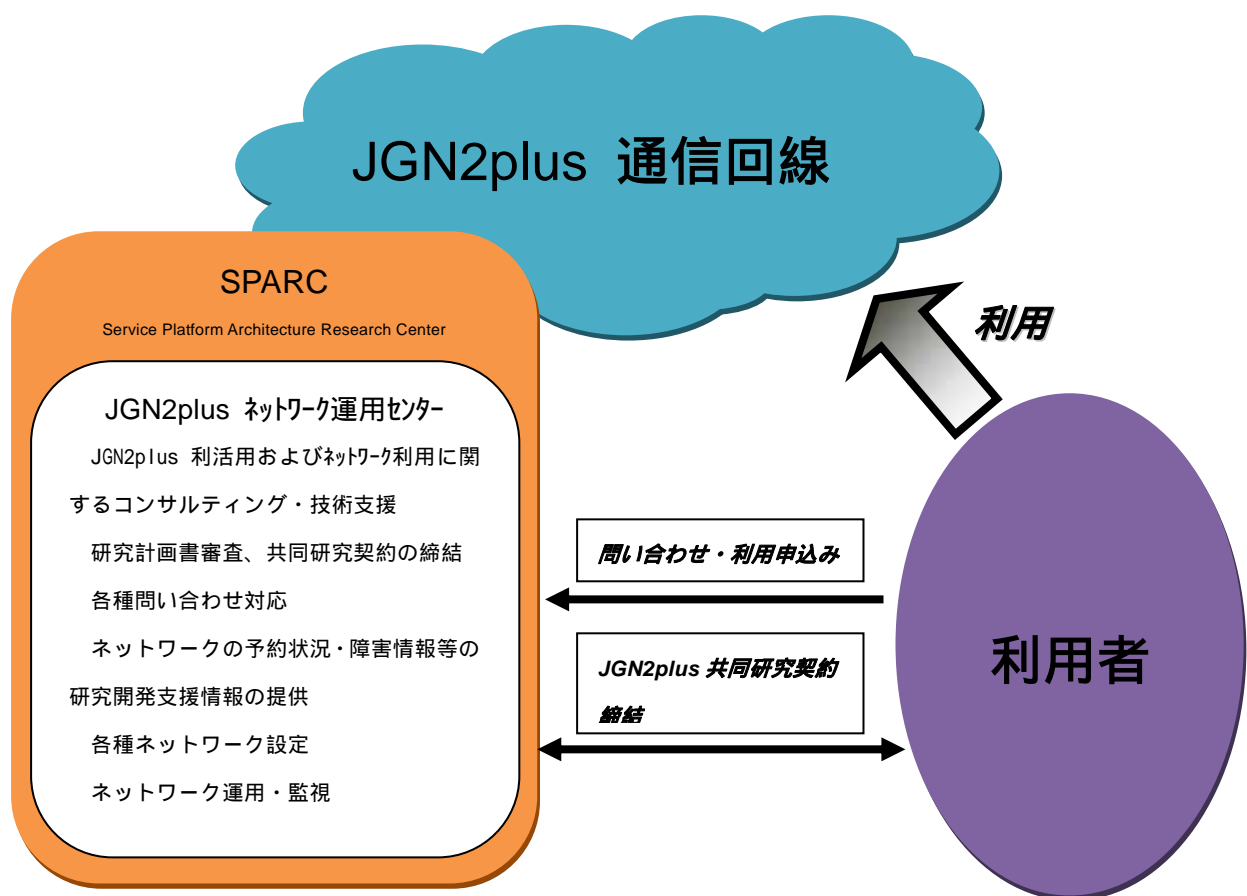 JGN2plus 通信回線
SPARC
Service Platform Architecture Research Center
JGN2plus ﾈｯﾄﾜｰｸ運用ｾﾝﾀｰ
JGN2plus 利活用およびﾈｯﾄﾜｰｸ利用に関
するコンサルティング・技術支援
研究計画書審査、共同研究契約の締結
各種問い合わせ対応
ネットワークの予約状況・障害情報等の
研究開発支援情報の提供
各種ネットワーク設定
ネットワーク運用・監視
問い合わせ・利用申込み
JGN2plus 共同研究契約
締結
利用
利用者